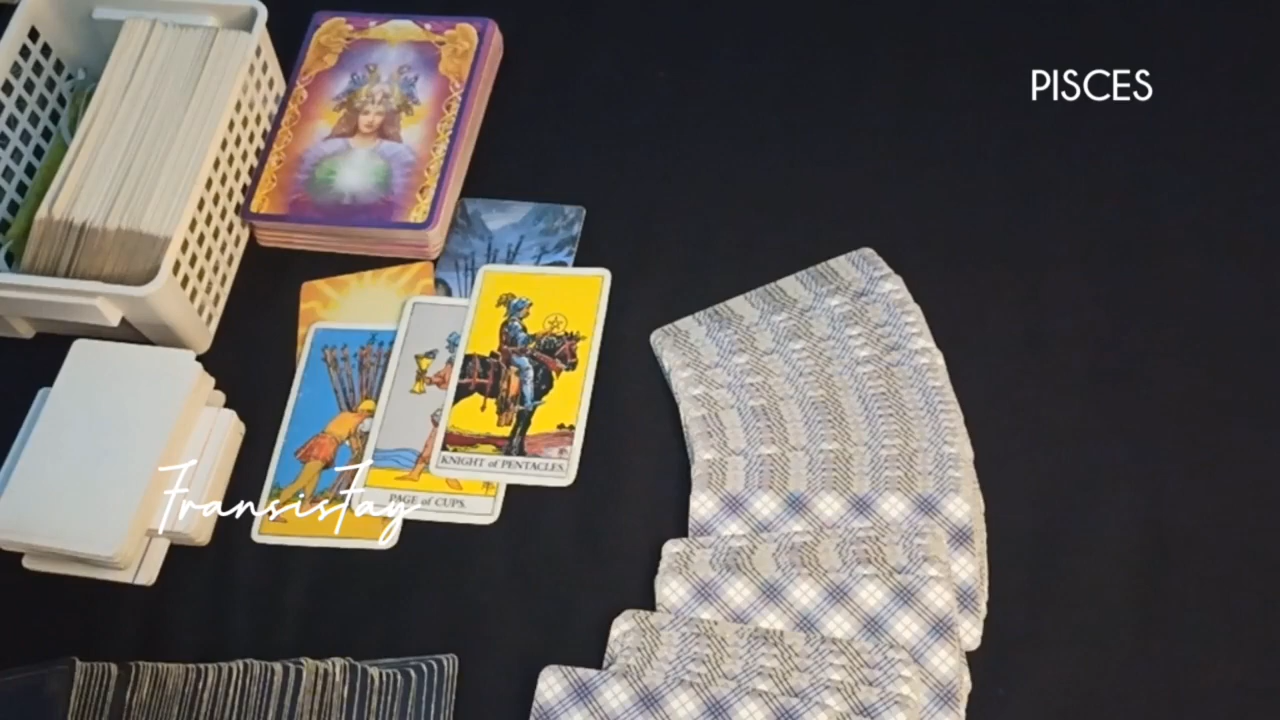 PISCES
X
KNIGHT of PENTACLES.
PAGE of CUPS.
FransisFay